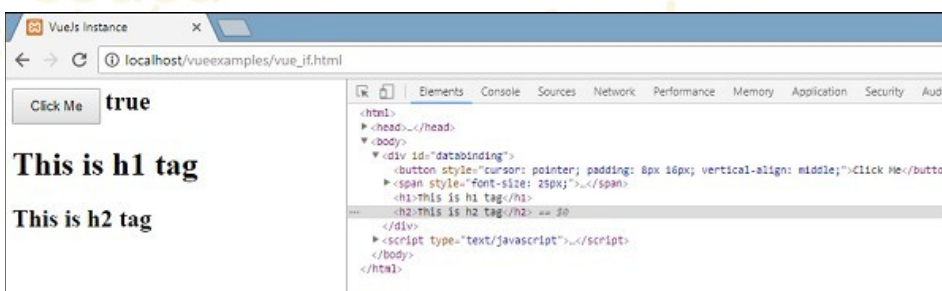 VueJs Instance
localhost/vueexamples/vue_if.html
Click Me true
This is h1 tag
This is h2 tag
Elements Console Sources Network Performance Memory Application Security
<html>
<head>…</head>
<body>
<div id="databinding">
<button style="cursor: pointer; padding: 8px 16px; vertical-align: middle;">Click Me</butto
<span style="font-size: 25px;">…</span>
<h1>This is h1 tag</h1>
<h2>This is h2 tag</h2> == $0
</div>
<script type="text/javascript">…</script>
</body>
</html>